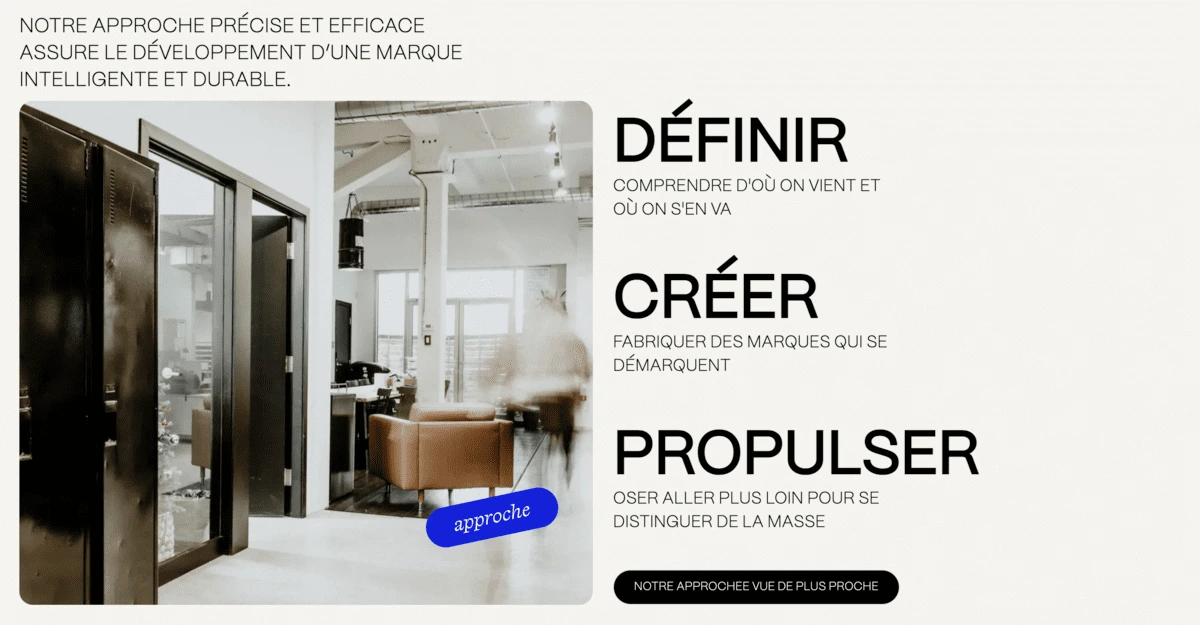 NOTRE APPROCHE PRÉCISE ET EFFICACE
ASSURE LE DÉVELOPPEMENT D’UNE MARQUE
INTELLIGENTE ET DURABLE.
approche
DÉFINIR
COMPRENDRE D'OÙ ON VIENT ET
OÙ ON S'EN VA
CRÉER
FABRIQUER DES MARQUES QUI SE
DÉMARQUENT
PROPULSER
OSER ALLER PLUS LOIN POUR SE
DISTINGUER DE LA MASSE
NOTRE APPROCHEE VUE DE PLUS PROCHE